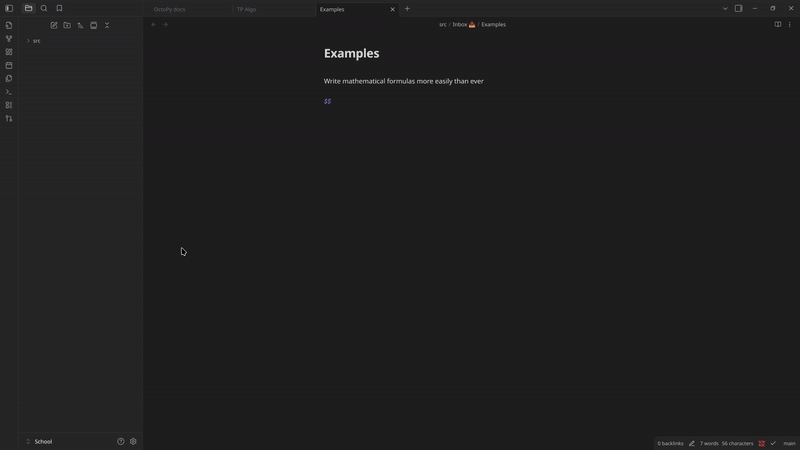 OctoPy docs
TP Algo
Examples
src / Inbox 📥 / Examples
src
Examples
Write mathematical formulas more easily than ever
$$
School
0 backlinks
7 words
56 characters
main